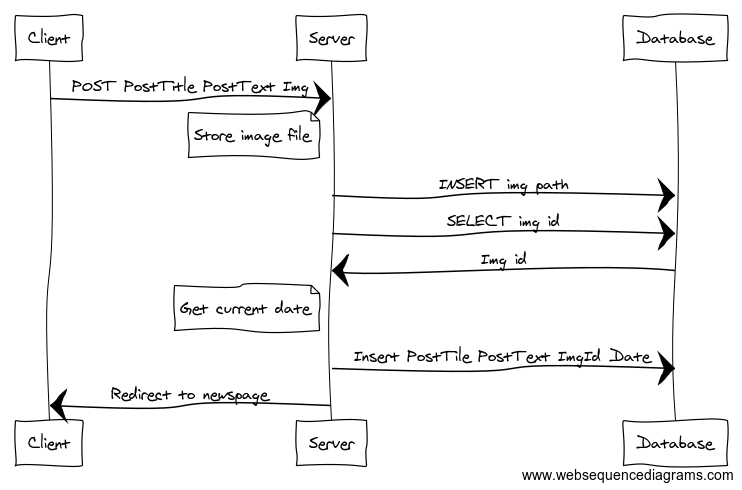 Client
Server
Database
POST PostTitle PostText Img
Store image file
INSERT img path
SELECT img id
Img id
Get current date
Insert PostTile PostText ImgId Date
Redirect to newspage
Client
Server
Database
www.websequencediagrams.com